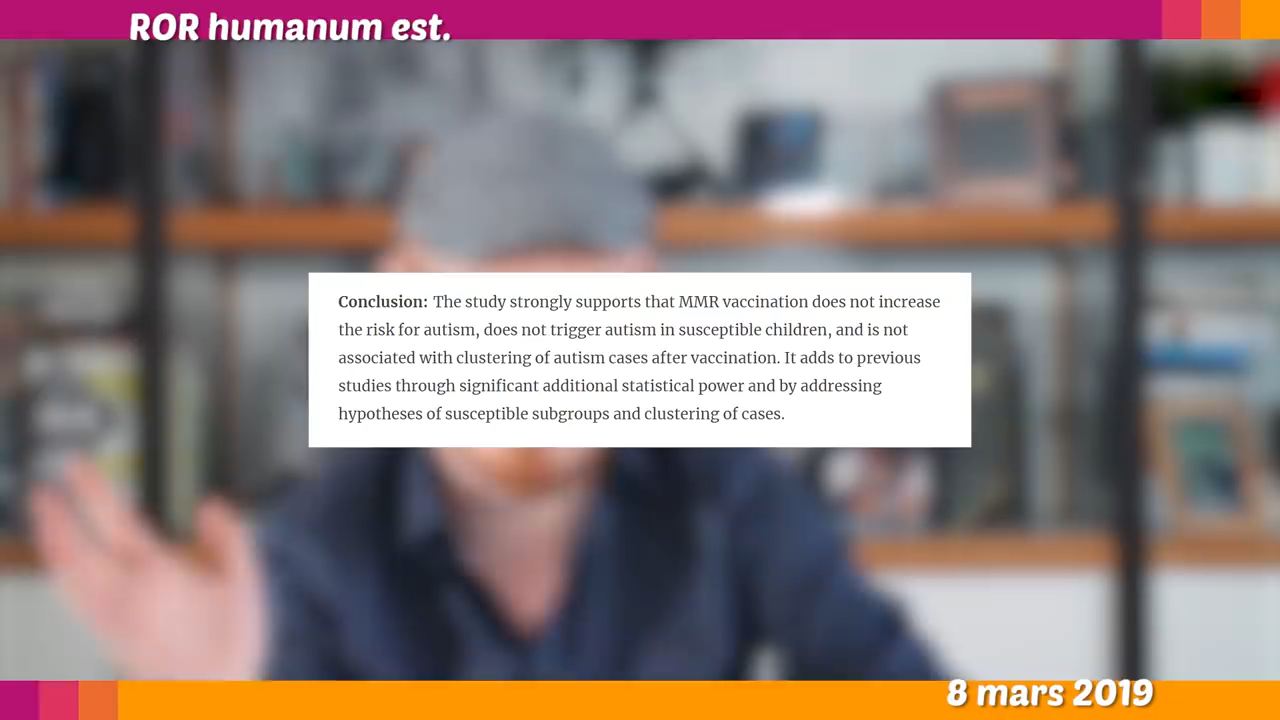 ROR humanum est.
Conclusion: The study strongly supports that MMR vaccination does not increase
the risk for autism, does not trigger autism in susceptible children, and is not
associated with clustering of autism cases after vaccination. It adds to previous
studies through significant additional statistical power and by addressing
hypotheses of susceptible subgroups and clustering of cases.
8 mars 2019